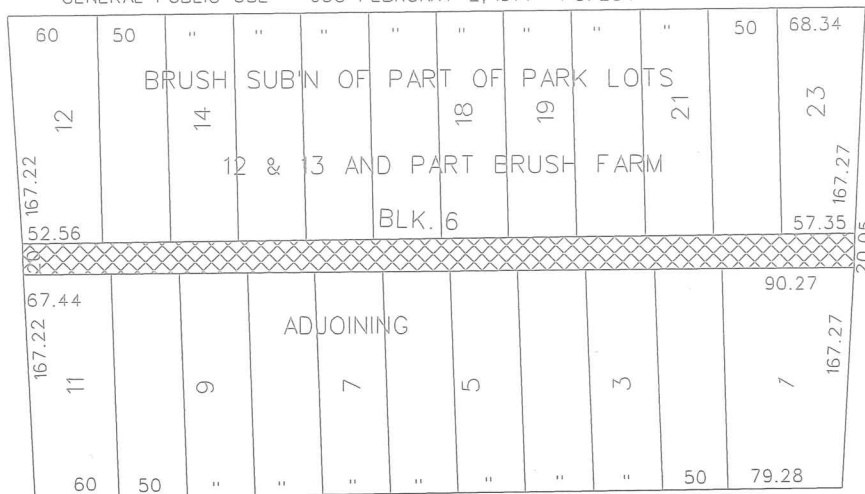 60 50 " " " " " " " 50 68.34
BRUSH SUB'N OF PART OF PARK LOTS
12 14 18 19 21 23
12 & 13 AND PART BRUSH FARM
167.22 167.27
BLK. 6
52.56 57.35
20 20.05
67.44 90.27
ADJOINING
167.22 167.27
11 9 7 5 3 1
60 50 " " " " " " " 50 79.28